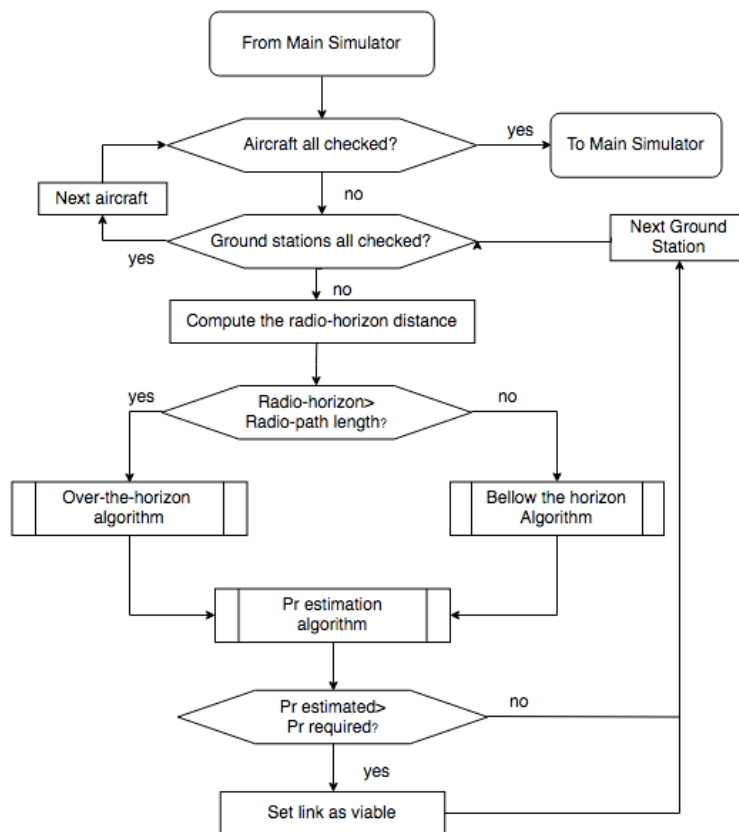 From Main Simulator
Aircraft all checked?
yes
To Main Simulator
Next aircraft
no
Ground stations all checked?
yes
Next Ground
Station
no
Compute the radio-horizon distance
yes
Radio-horizon>
Radio-path length?
no
Over-the-horizon
algorithm
Bellow the horizon
Algorithm
Pr estimation
algorithm
Pr estimated>
Pr required?
no
yes
Set link as viable